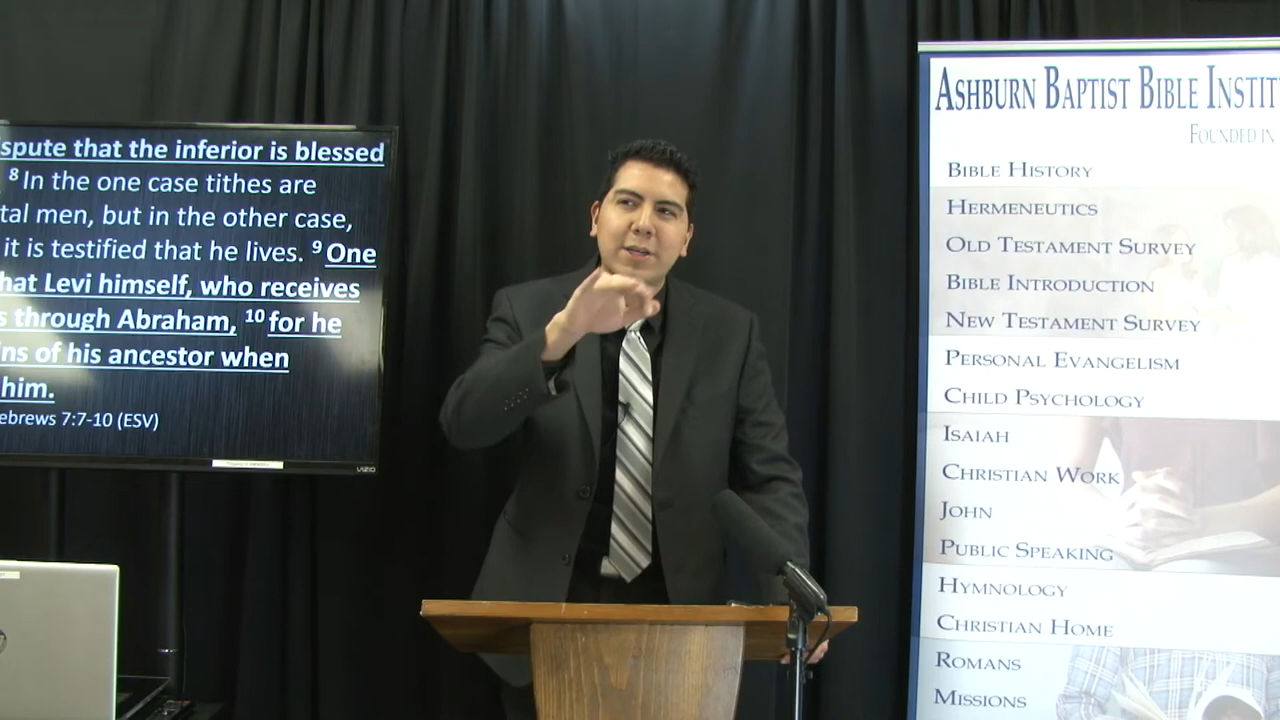 spute that the inferior is blessed
8 In the one case tithes are
tal men, but in the other case,
it is testified that he lives. 9 One
hat Levi himself, who receives
s through Abraham, 10 for he
ins of his ancestor when
him.
ebrews 7:7-10 (ESV)
VIZIO
ASHBURN BAPTIST BIBLE INSTIT
FOUNDED IN
BIBLE HISTORY
HERMENEUTICS
OLD TESTAMENT SURVEY
BIBLE INTRODUCTION
NEW TESTAMENT SURVEY
PERSONAL EVANGELISM
CHILD PSYCHOLOGY
ISAIAH
CHRISTIAN WORK
JOHN
PUBLIC SPEAKING
HYMNOLOGY
CHRISTIAN HOME
ROMANS
MISSIONS